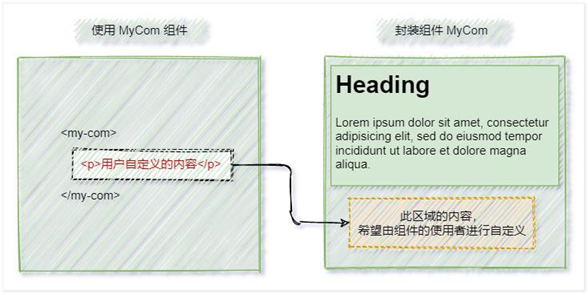 使用 MyCom 组件
<my-com>
<p>用户自定义的内容</p>
</my-com>
封装组件 MyCom
Heading
Lorem ipsum dolor sit amet, consectetur
adipisicing elit, sed do eiusmod tempor
incididunt ut labore et dolore magna
aliqua.
此区域的内容，
希望由组件的使用者进行自定义